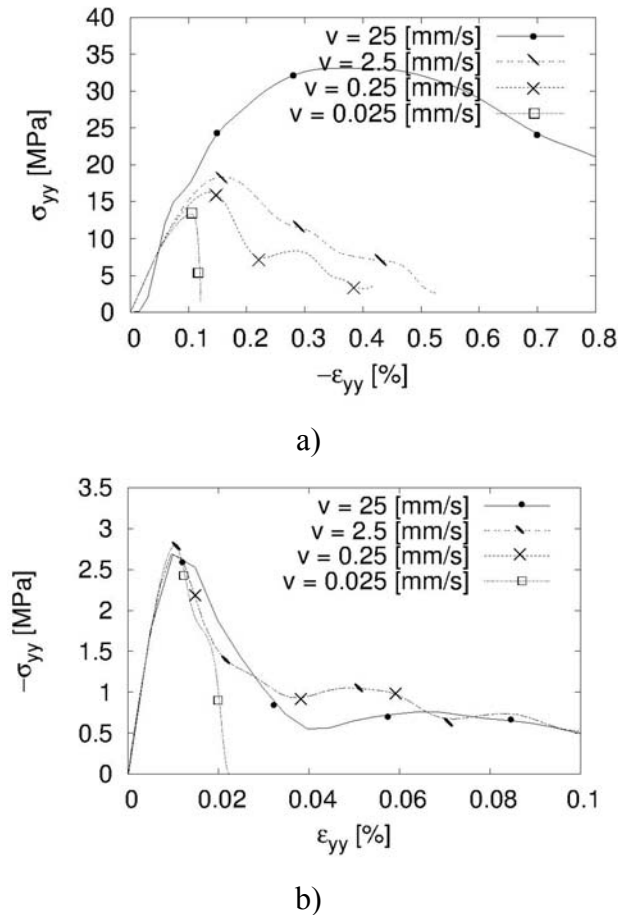 40
35
30
25
20
15
10
5
0
σyy [MPa]
v = 25 [mm/s]
v = 2.5 [mm/s]
v = 0.25 [mm/s]
v = 0.025 [mm/s]
0 0.1 0.2 0.3 0.4 0.5 0.6 0.7 0.8
−εyy [%]
a)
3.5
3
2.5
2
1.5
1
0.5
0
−σyy [MPa]
v = 25 [mm/s]
v = 2.5 [mm/s]
v = 0.25 [mm/s]
v = 0.025 [mm/s]
0 0.02 0.04 0.06 0.08 0.1
εyy [%]
b)